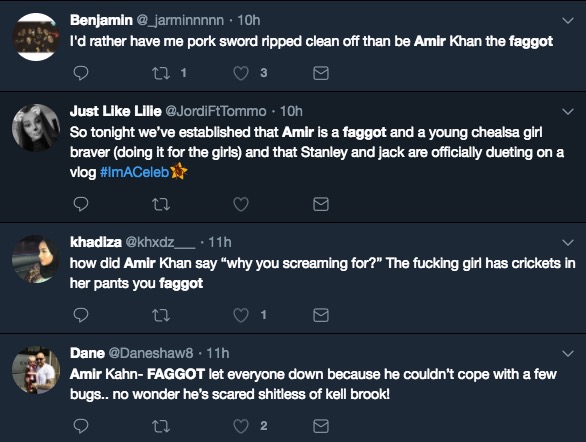 Benjamin @_jarminnnnn · 10h
I'd rather have me pork sword ripped clean off than be Amir Khan the faggot
1 3
Just Like Lilie @JordiFtTommo · 10h
So tonight we've established that Amir is a faggot and a young chealsa girl
braver (doing it for the girls) and that Stanley and jack are officially dueting on a
vlog #ImACeleb
khadiza @khxdz___ · 11h
how did Amir Khan say “why you screaming for?” The fucking girl has crickets in
her pants you faggot
1
Dane @Daneshaw8 · 11h
Amir Kahn- FAGGOT let everyone down because he couldn't cope with a few
bugs.. no wonder he's scared shitless of kell brook!
2